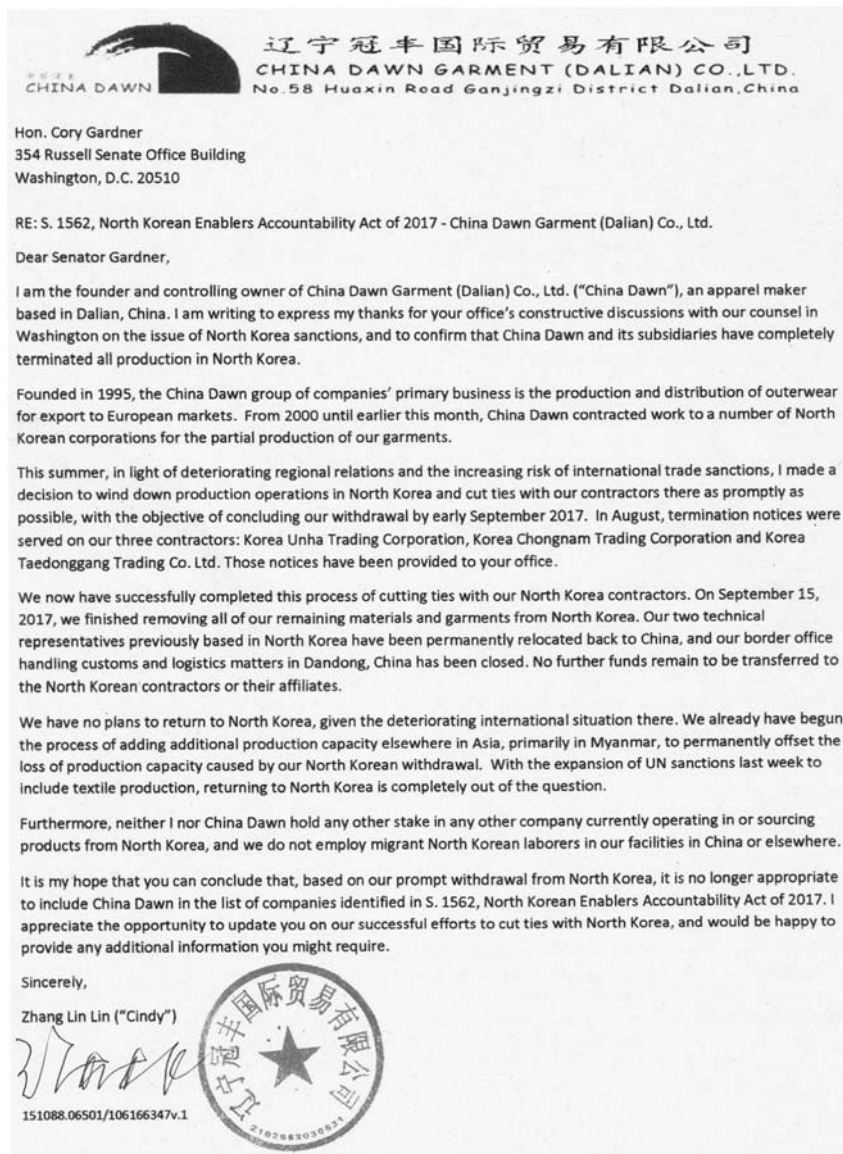 辽宁冠丰国际贸易有限公司
CHINA DAWN GARMENT (DALIAN) CO.,LTD.
CHINA DAWN
No.58 Huaxin Road Ganjingzi District Dalian,China
Hon. Cory Gardner
354 Russell Senate Office Building
Washington, D.C. 20510
RE: S. 1562, North Korean Enablers Accountability Act of 2017 - China Dawn Garment (Dalian) Co., Ltd.
Dear Senator Gardner,
I am the founder and controlling owner of China Dawn Garment (Dalian) Co., Ltd. (“China Dawn”), an apparel maker
based in Dalian, China. I am writing to express my thanks for your office’s constructive discussions with our counsel in
Washington on the issue of North Korea sanctions, and to confirm that China Dawn and its subsidiaries have completely
terminated all production in North Korea.
Founded in 1995, the China Dawn group of companies’ primary business is the production and distribution of outerwear
for export to European markets. From 2000 until earlier this month, China Dawn contracted work to a number of North
Korean corporations for the partial production of our garments.
This summer, in light of deteriorating regional relations and the increasing risk of international trade sanctions, I made a
decision to wind down production operations in North Korea and cut ties with our contractors there as promptly as
possible, with the objective of concluding our withdrawal by early September 2017. In August, termination notices were
served on our three contractors: Korea Unha Trading Corporation, Korea Chongnam Trading Corporation and Korea
Taedonggang Trading Co. Ltd. Those notices have been provided to your office.
We now have successfully completed this process of cutting ties with our North Korea contractors. On September 15,
2017, we finished removing all of our remaining materials and garments from North Korea. Our two technical
representatives previously based in North Korea have been permanently relocated back to China, and our border office
handling customs and logistics matters in Dandong, China has been closed. No further funds remain to be transferred to
the North Korean contractors or their affiliates.
We have no plans to return to North Korea, given the deteriorating international situation there. We already have begun
the process of adding additional production capacity elsewhere in Asia, primarily in Myanmar, to permanently offset the
loss of production capacity caused by our North Korean withdrawal. With the expansion of UN sanctions last week to
include textile production, returning to North Korea is completely out of the question.
Furthermore, neither I nor China Dawn hold any other stake in any other company currently operating in or sourcing
products from North Korea, and we do not employ migrant North Korean laborers in our facilities in China or elsewhere.
It is my hope that you can conclude that, based on our prompt withdrawal from North Korea, it is no longer appropriate
to include China Dawn in the list of companies identified in S. 1562, North Korean Enablers Accountability Act of 2017. I
appreciate the opportunity to update you on our successful efforts to cut ties with North Korea, and would be happy to
provide any additional information you might require.
Sincerely,
Zhang Lin Lin (“Cindy”)
辽宁冠丰国际贸易有限公司
151088.06501/106166347v.1